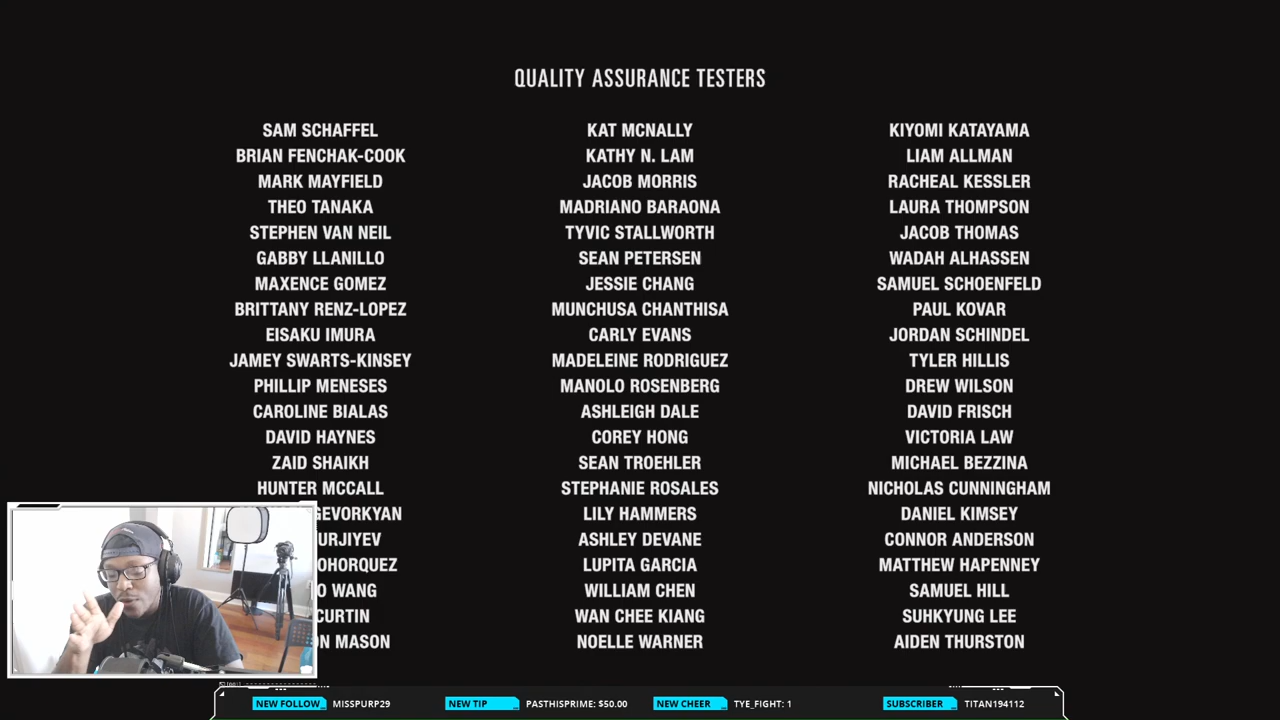 QUALITY ASSURANCE TESTERS
SAM SCHAFFEL
BRIAN FENCHAK-COOK
MARK MAYFIELD
THEO TANAKA
STEPHEN VAN NEIL
GABBY LLANILLO
MAXENCE GOMEZ
BRITTANY RENZ-LOPEZ
EISAKU IMURA
JAMEY SWARTS-KINSEY
PHILLIP MENESES
CAROLINE BIALAS
DAVID HAYNES
ZAID SHAIKH
HUNTER MCCALL
GEVORKYAN
WANG
CURTIN
MASON
KAT MCNALLY
KATHY N. LAM
JACOB MORRIS
MADRIANO BARAONA
TYVIC STALLWORTH
SEAN PETERSEN
JESSIE CHANG
MUNCHUSA CHANTHISA
CARLY EVANS
MADELEINE RODRIGUEZ
MANOLO ROSENBERG
ASHLEIGH DALE
COREY HONG
SEAN TROEHLER
STEPHANIE ROSALES
LILY HAMMERS
ASHLEY DEVANE
LUPITA GARCIA
WILLIAM CHEN
WAN CHEE KIANG
NOELLE WARNER
KIYOMI KATAYAMA
LIAM ALLMAN
RACHEAL KESSLER
LAURA THOMPSON
JACOB THOMAS
WADAH ALHASSEN
SAMUEL SCHOENFELD
PAUL KOVAR
JORDAN SCHINDEL
TYLER HILLIS
DREW WILSON
DAVID FRISCH
VICTORIA LAW
MICHAEL BEZZINA
NICHOLAS CUNNINGHAM
DANIEL KIMSEY
CONNOR ANDERSON
MATTHEW HAPENNEY
SAMUEL HILL
SUHKYUNG LEE
AIDEN THURSTON
NEW FOLLOW MISSPURP29 NEW TIP PASTHISPRIME: $50.00 NEW CHEER TYE_FIGHT: 1 SUBSCRIBER TITAN194112